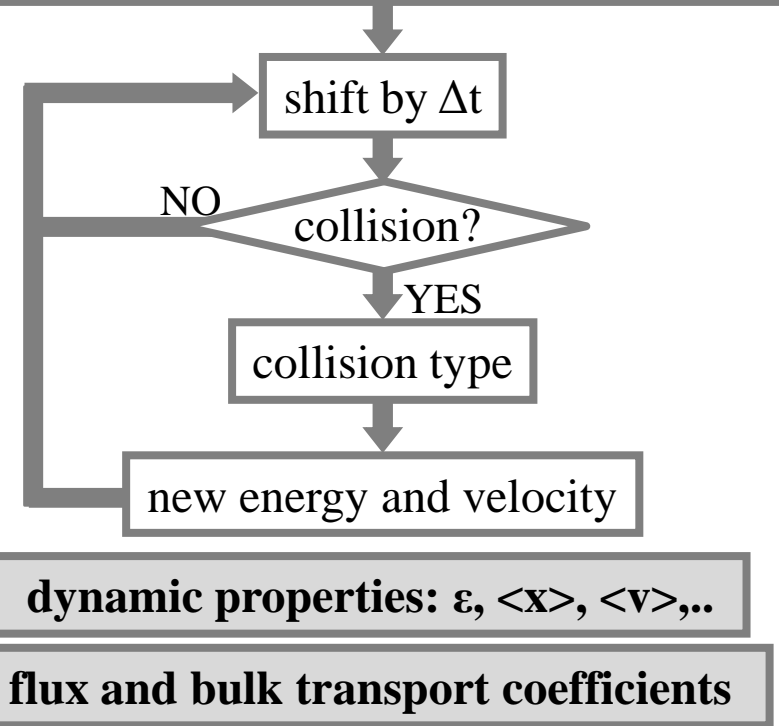 shift by Δt
NO
collision?
YES
collision type
new energy and velocity
dynamic properties: ε, <x>, <v>,..
flux and bulk transport coefficients